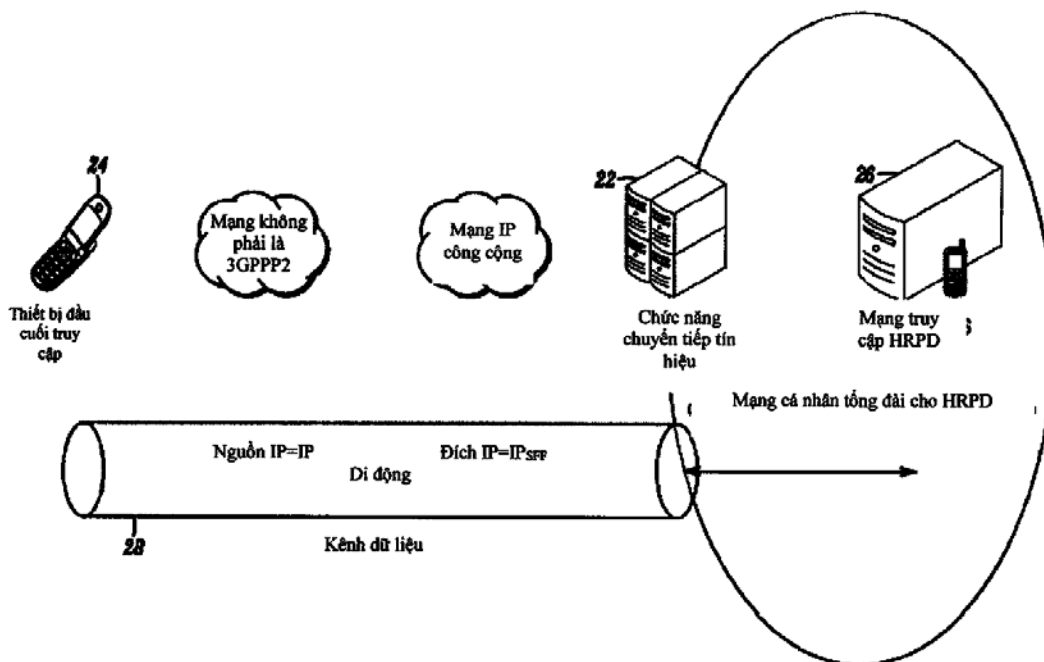 24
22
26
Mạng không
phải là
3GPPP2
Mạng IP
công cộng
Thiết bị đầu
cuối truy
cập
Chức năng
chuyển tiếp tín
hiệu
Mạng truy
cập HRPD
Mạng cá nhân tổng đài cho HRPD
Nguồn IP=IP
Đích IP=IPSFF
Di động
28
Kênh dữ liệu